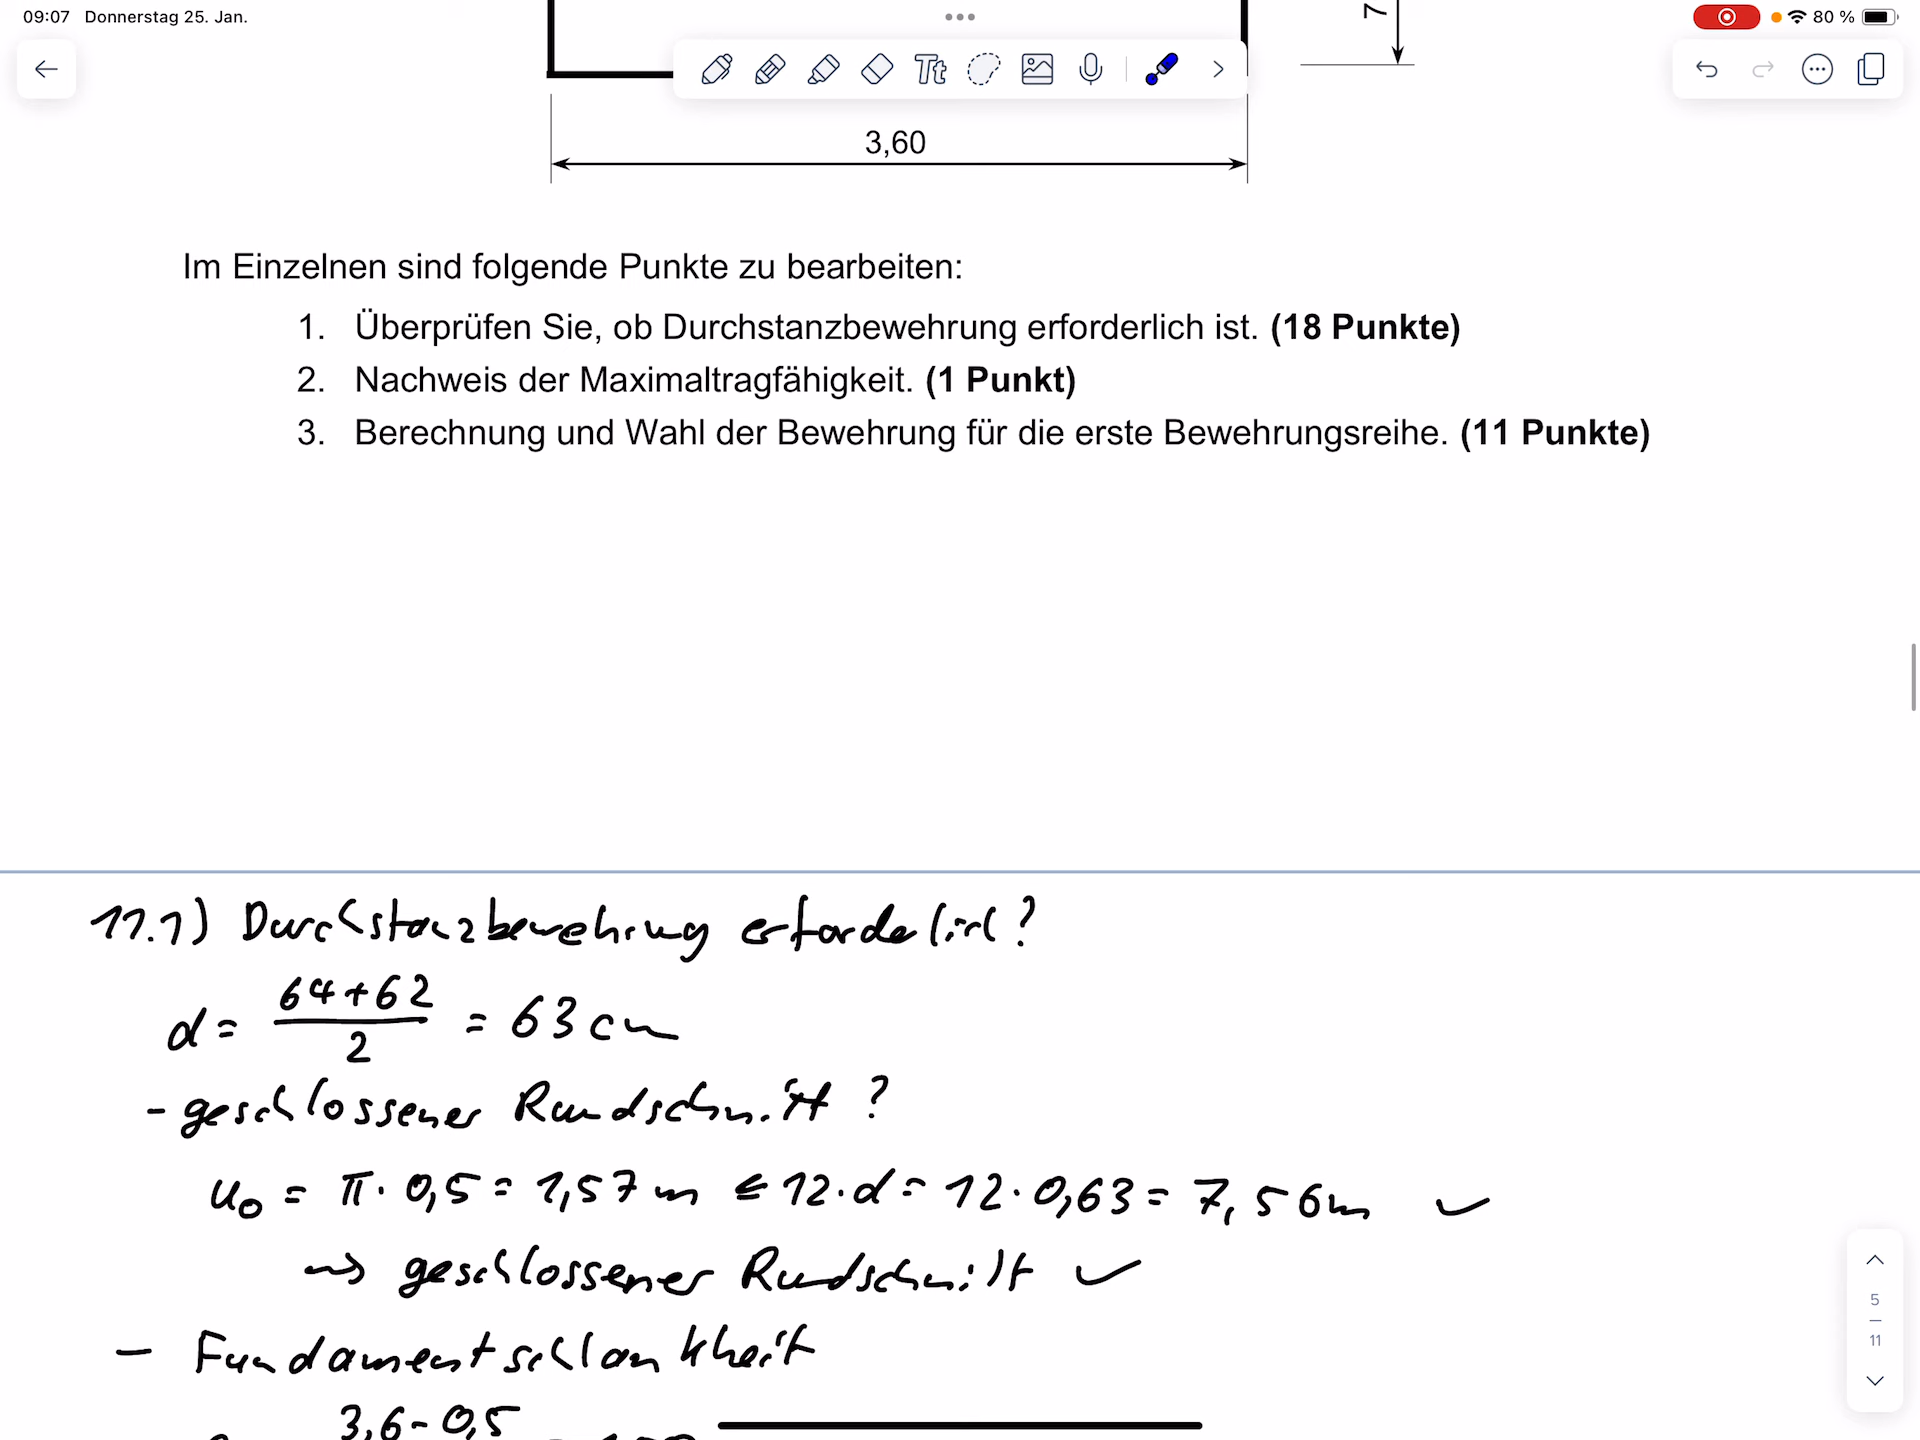 09:07 Donnerstag 25. Jan.
80 %
7
Tt
3,60
Im Einzelnen sind folgende Punkte zu bearbeiten:
1. Überprüfen Sie, ob Durchstanzbewehrung erforderlich ist. (18 Punkte)
2. Nachweis der Maximaltragfähigkeit. (1 Punkt)
3. Berechnung und Wahl der Bewehrung für die erste Bewehrungsreihe. (11 Punkte)
11.1) Durchstanzbewehrung erforderlich?
d = (64+62)/2 = 63 cm
- geschlossener Rundschnitt ?
u₀ = π · 0,5 = 1,57 m ≤ 12 · d = 12 · 0,63 = 7,56 m ✓
⇒ geschlossener Rundschnitt ✓
- Fundamentschlankheit
3,6 - 0,5
5
11